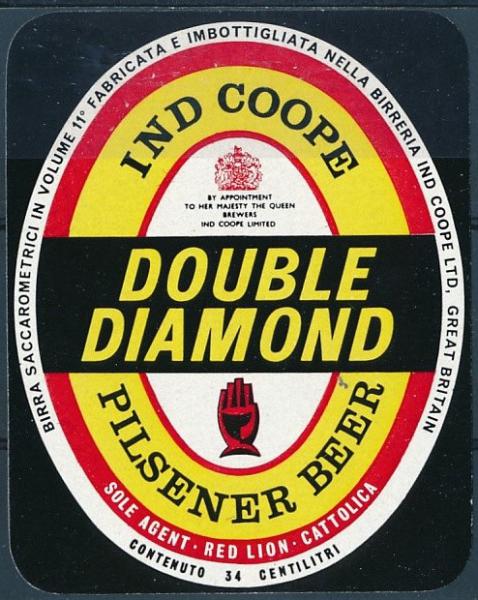 BIRRA SACCAROMETRICI IN VOLUME 11° FABRICATA E IMBOTTIGLIATA NELLA BIRRERIA IND COOPE LTD, GREAT BRITAIN
IND COOPE
BY APPOINTMENT
TO HER MAJESTY THE QUEEN
BREWERS
IND COOPE LIMITED
DOUBLE
DIAMOND
PILSENER BEER
SOLE AGENT · RED LION · CATTOLICA
CONTENUTO 34 CENTILITRI